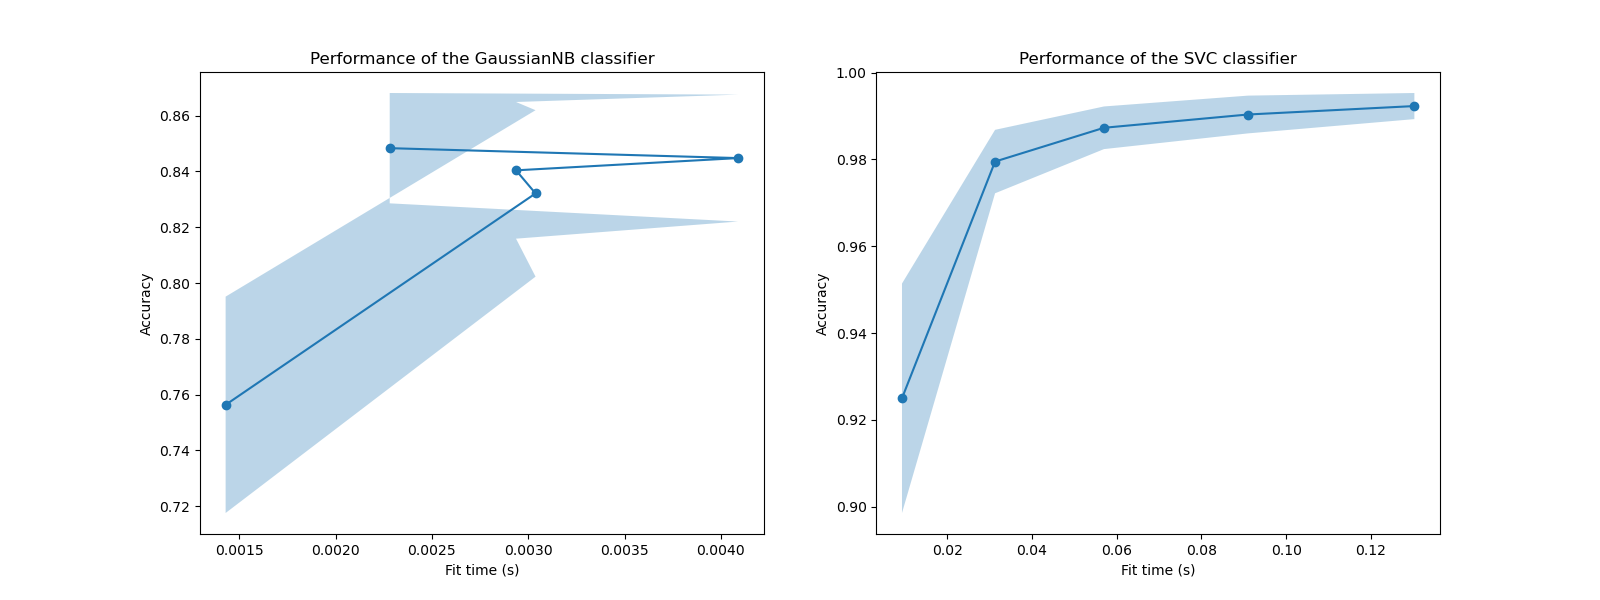 Performance of the GaussianNB classifier
0.86
0.84
0.82
0.80
0.78
0.76
0.74
0.72
Accuracy
0.0015 0.0020 0.0025 0.0030 0.0035 0.0040
Fit time (s)
Performance of the SVC classifier
1.00
0.98
0.96
0.94
0.92
0.90
Accuracy
0.02 0.04 0.06 0.08 0.10 0.12
Fit time (s)